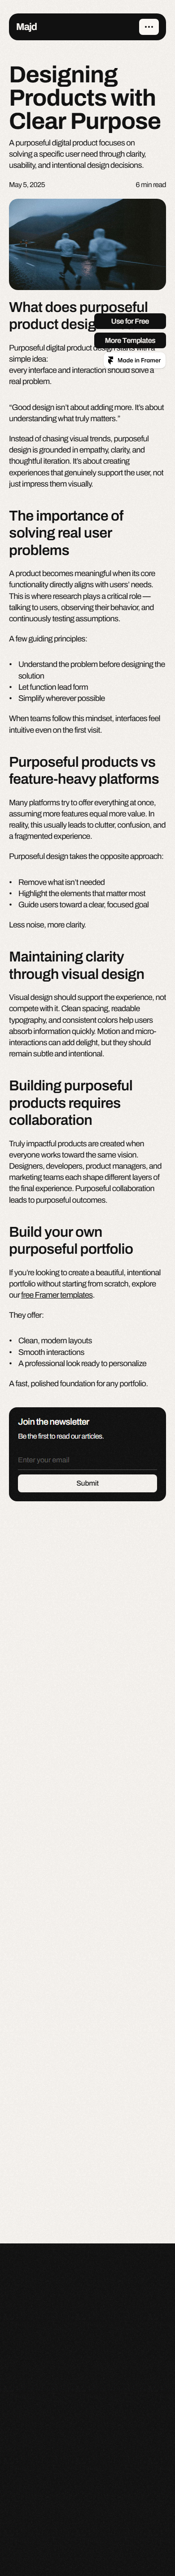 Majd
Designing
Products with
Clear Purpose
A purposeful digital product focuses on
solving a specific user need through clarity,
usability, and intentional design decisions.
May 5, 2025
6 min read
What does purposeful
product desig
Use for Free
Purposeful digital product design starts with a
More Templates
simple idea:
Made in Framer
every interface and interaction should solve a
real problem.
“Good design isn’t about adding more. It’s about
understanding what truly matters.”
Instead of chasing visual trends, purposeful
design is grounded in empathy, clarity, and
thoughtful iteration. It’s about creating
experiences that genuinely support the user, not
just impress them visually.
The importance of
solving real user
problems
A product becomes meaningful when its core
functionality directly aligns with users’ needs.
This is where research plays a critical role —
talking to users, observing their behavior, and
continuously testing assumptions.
A few guiding principles:
• Understand the problem before designing the
solution
• Let function lead form
• Simplify wherever possible
When teams follow this mindset, interfaces feel
intuitive even on the first visit.
Purposeful products vs
feature-heavy platforms
Many platforms try to offer everything at once,
assuming more features equal more value. In
reality, this usually leads to clutter, confusion, and
a fragmented experience.
Purposeful design takes the opposite approach:
• Remove what isn’t needed
• Highlight the elements that matter most
• Guide users toward a clear, focused goal
Less noise, more clarity.
Maintaining clarity
through visual design
Visual design should support the experience, not
compete with it. Clean spacing, readable
typography, and consistent colors help users
absorb information quickly. Motion and micro-
interactions can add delight, but they should
remain subtle and intentional.
Building purposeful
products requires
collaboration
Truly impactful products are created when
everyone works toward the same vision.
Designers, developers, product managers, and
marketing teams each shape different layers of
the final experience. Purposeful collaboration
leads to purposeful outcomes.
Build your own
purposeful portfolio
If you’re looking to create a beautiful, intentional
portfolio without starting from scratch, explore
our free Framer templates.
They offer:
• Clean, modern layouts
• Smooth interactions
• A professional look ready to personalize
A fast, polished foundation for any portfolio.
Join the newsletter
Be the first to read our articles.
Enter your email
Submit